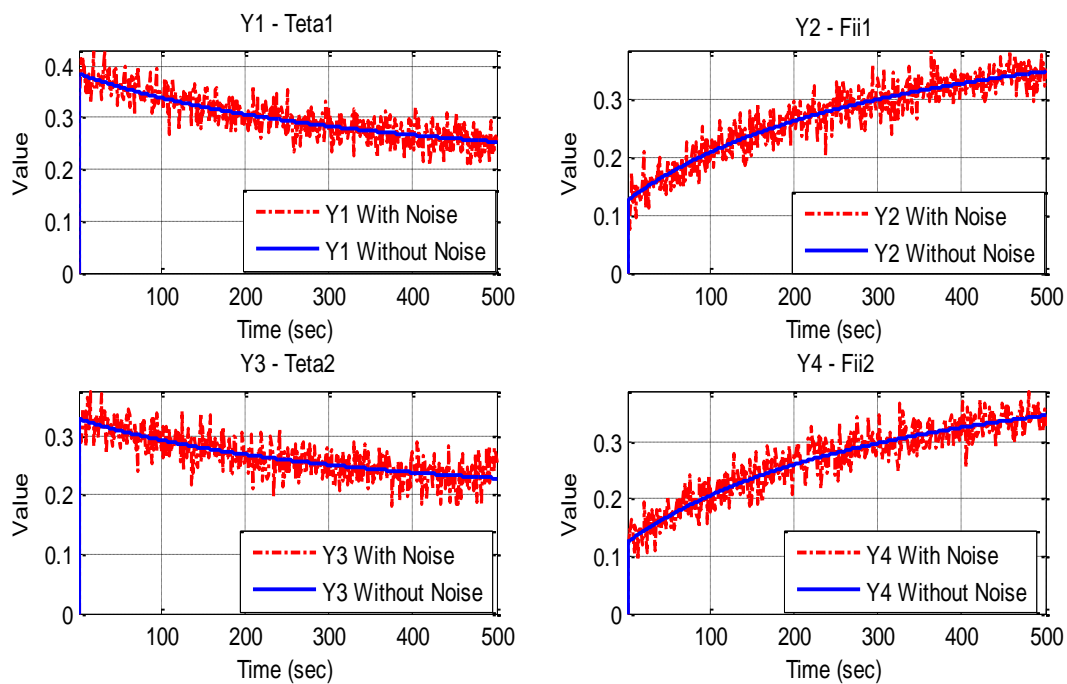 Y1 - Teta1
Value
0.4
0.3
0.2
0.1
0
Y1 With Noise
Y1 Without Noise
100 200 300 400 500
Time (sec)
Y2 - Fii1
Value
0.3
0.2
0.1
0
Y2 With Noise
Y2 Without Noise
100 200 300 400 500
Time (sec)
Y3 - Teta2
Value
0.3
0.2
0.1
0
Y3 With Noise
Y3 Without Noise
100 200 300 400 500
Time (sec)
Y4 - Fii2
Value
0.3
0.2
0.1
0
Y4 With Noise
Y4 Without Noise
100 200 300 400 500
Time (sec)